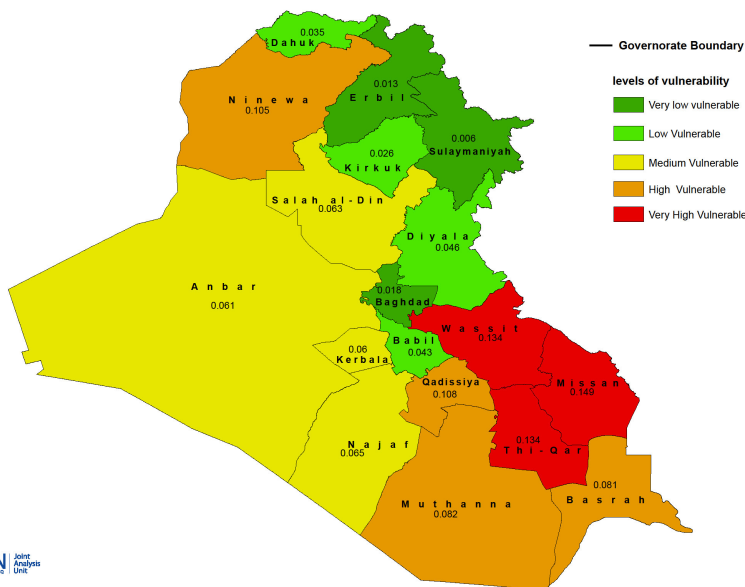 Governorate Boundary
levels of vulnerability
Very low vulnerable
Low Vulnerable
Medium Vulnerable
High Vulnerable
Very High Vulnerable
0.035
Dahuk
0.013
Erbil
Ninewa
0.105
0.006
Sulaymaniyah
0.026
Kirkuk
Salah al-Din
0.063
Diyala
0.046
Anbar
0.061
0.018
Baghdad
Wassit
0.134
0.06
Kerbala
Babil
0.043
Qadissiya
0.108
Missan
0.149
Najaf
0.065
0.134
Thi-Qar
0.081
Basrah
Muthanna
0.082
Joint
Analysis
Unit